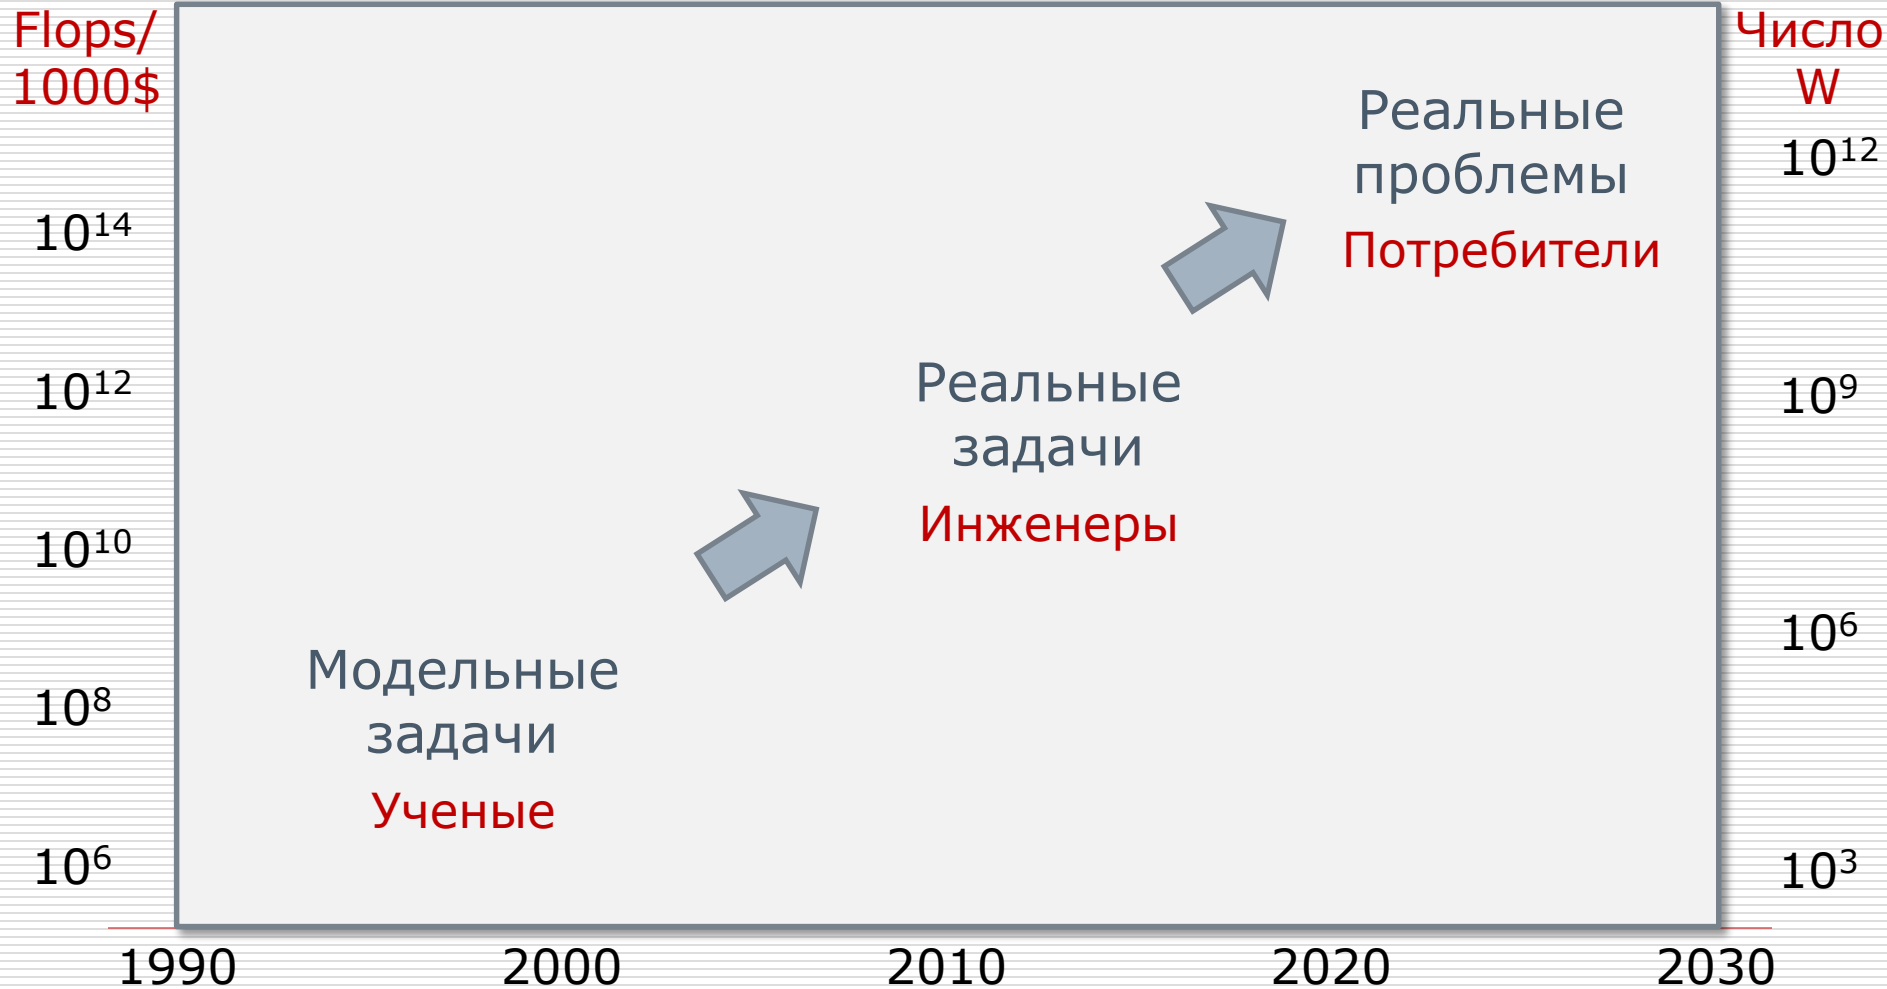 Flops/
1000$
10¹⁴
10¹²
10¹⁰
10⁸
10⁶
Модельные
задачи
Ученые
Реальные
задачи
Инженеры
Реальные
проблемы
Потребители
Число
W
10¹²
10⁹
10⁶
10³
1990 2000 2010 2020 2030